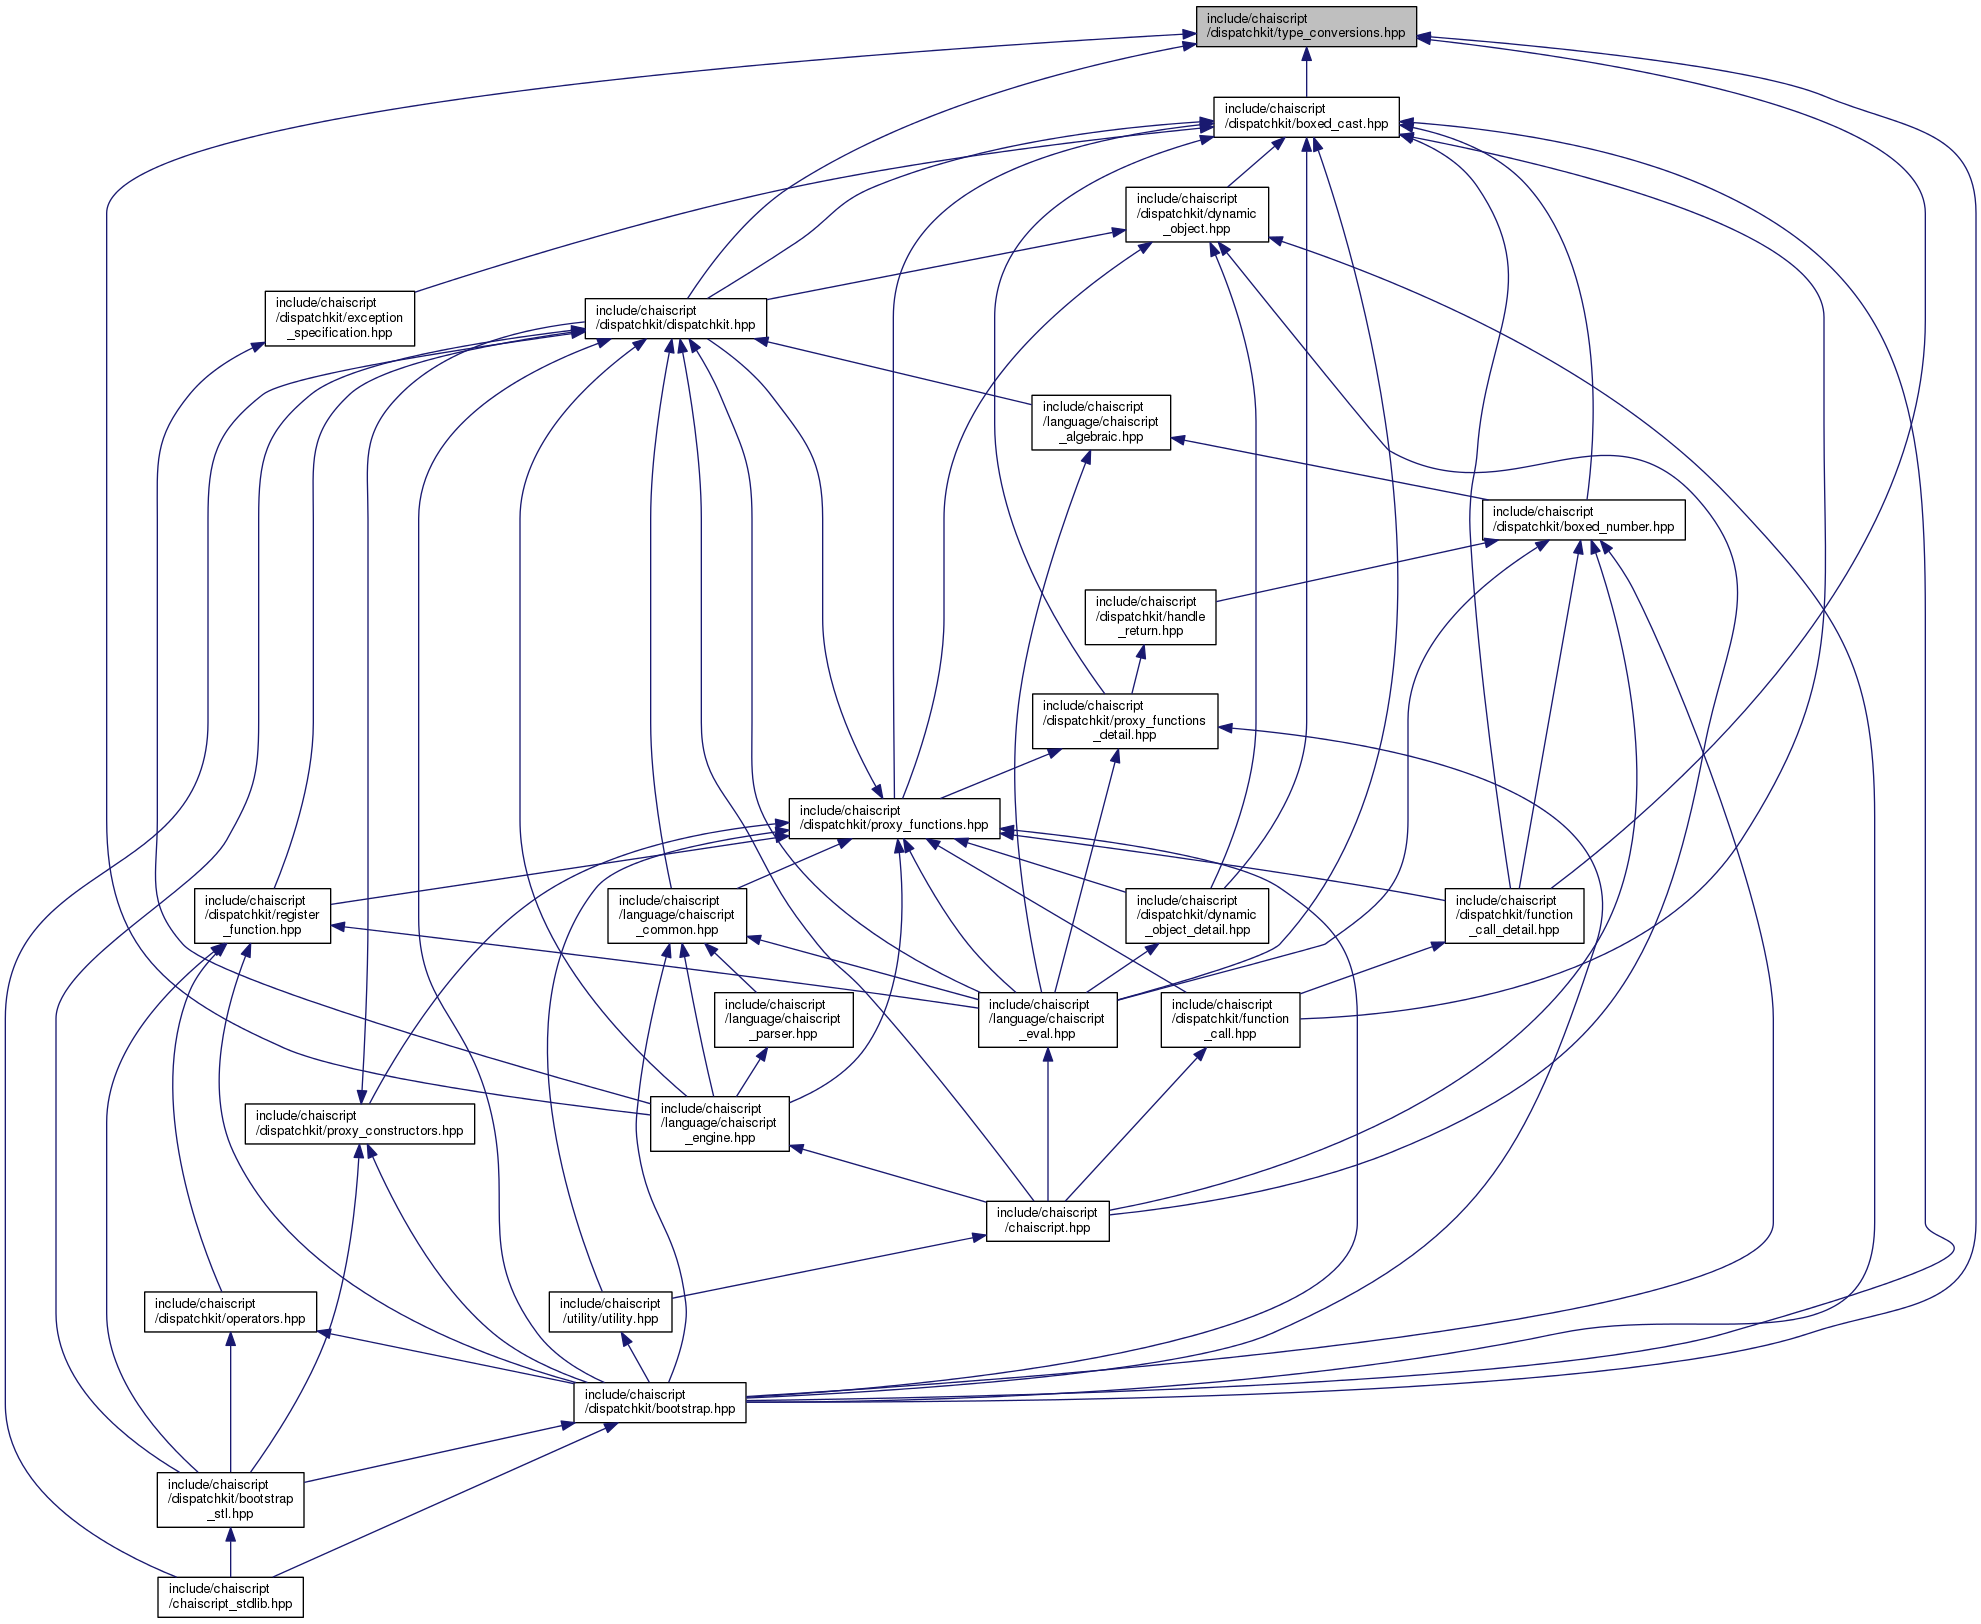 include/chaiscript
/dispatchkit/type_conversions.hpp
include/chaiscript
/dispatchkit/boxed_cast.hpp
include/chaiscript
/dispatchkit/dynamic
_object.hpp
include/chaiscript
/dispatchkit/exception
_specification.hpp
include/chaiscript
/dispatchkit/dispatchkit.hpp
include/chaiscript
/language/chaiscript
_algebraic.hpp
include/chaiscript
/dispatchkit/boxed_number.hpp
include/chaiscript
/dispatchkit/handle
_return.hpp
include/chaiscript
/dispatchkit/proxy_functions
_detail.hpp
include/chaiscript
/dispatchkit/proxy_functions.hpp
include/chaiscript
/dispatchkit/register
_function.hpp
include/chaiscript
/language/chaiscript
_common.hpp
include/chaiscript
/dispatchkit/dynamic
_object_detail.hpp
include/chaiscript
/dispatchkit/function
_call_detail.hpp
include/chaiscript
/language/chaiscript
_parser.hpp
include/chaiscript
/language/chaiscript
_eval.hpp
include/chaiscript
/dispatchkit/function
_call.hpp
include/chaiscript
/dispatchkit/proxy_constructors.hpp
include/chaiscript
/language/chaiscript
_engine.hpp
include/chaiscript
/chaiscript.hpp
include/chaiscript
/dispatchkit/operators.hpp
include/chaiscript
/utility/utility.hpp
include/chaiscript
/dispatchkit/bootstrap.hpp
include/chaiscript
/dispatchkit/bootstrap
_stl.hpp
include/chaiscript
/chaiscript_stdlib.hpp